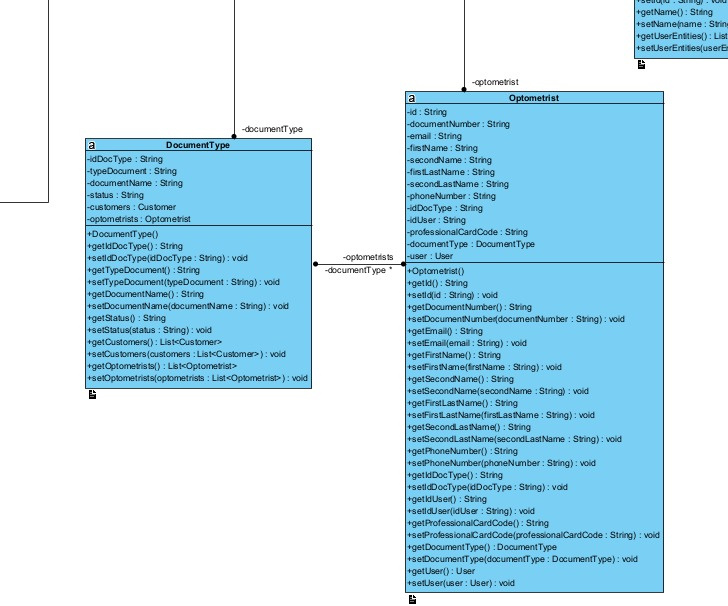 -setId(id : String) : void
+getName() : String
+setName(name : String
+getUserEntities() : List
+setUserEntities(userEn
-optometrist
-documentType
a
DocumentType
-idDocType : String
-typeDocument : String
-documentName : String
-status : String
-customers : Customer
-optometrists : Optometrist
+DocumentType()
+getIdDocType() : String
+setIdDocType(idDocType : String) : void
+getTypeDocument() : String
+setTypeDocument(typeDocument : String) : void
+getDocumentName() : String
+setDocumentName(documentName : String) : void
+getStatus() : String
+setStatus(status : String) : void
+getCustomers() : List<Customer>
+setCustomers(customers : List<Customer>) : void
+getOptometrists() : List<Optometrist>
+setOptometrists(optometrists : List<Optometrist>) : void
-optometrists
-documentType *
a
Optometrist
-id : String
-documentNumber : String
-email : String
-firstName : String
-secondName : String
-firstLastName : String
-secondLastName : String
-phoneNumber : String
-idDocType : String
-idUser : String
-professionalCardCode : String
-documentType : DocumentType
-user : User
+Optometrist()
+getId() : String
+setId(id : String) : void
+getDocumentNumber() : String
+setDocumentNumber(documentNumber : String) : void
+getEmail() : String
+setEmail(email : String) : void
+getFirstName() : String
+setFirstName(firstName : String) : void
+getSecondName() : String
+setSecondName(secondName : String) : void
+getFirstLastName() : String
+setFirstLastName(firstLastName : String) : void
+getSecondLastName() : String
+setSecondLastName(secondLastName : String) : void
+getPhoneNumber() : String
+setPhoneNumber(phoneNumber : String) : void
+getIdDocType() : String
+setIdDocType(idDocType : String) : void
+getIdUser() : String
+setIdUser(idUser : String) : void
+getProfessionalCardCode() : String
+setProfessionalCardCode(professionalCardCode : String) : void
+getDocumentType() : DocumentType
+setDocumentType(documentType : DocumentType) : void
+getUser() : User
+setUser(user : User) : void